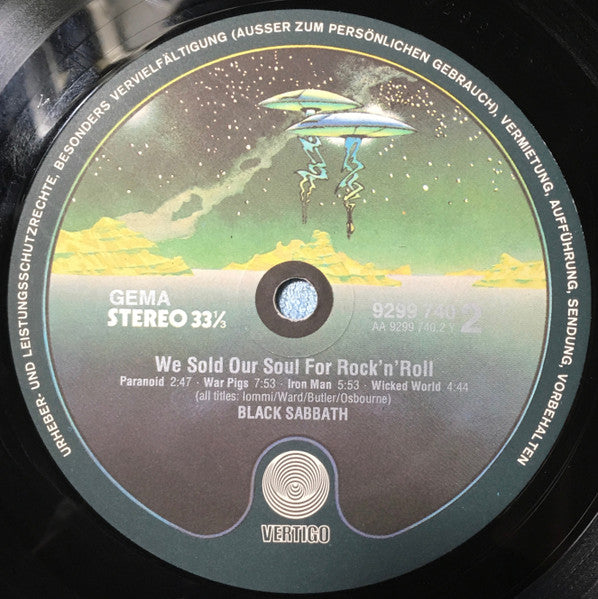 URHEBER- UND LEISTUNGSSCHUTZRECHTE, BESONDERS VERVIELFÄLTIGUNG (AUSSER ZUM PERSÖNLICHEN GEBRAUCH), VERMIETUNG, AUFFÜHRUNG, SENDUNG, VORBEHALTEN
GEMA
STEREO 33⅓
9299 740 2
AA 9299 740.2 Y
We Sold Our Soul For Rock'n'Roll
Paranoid 2:47 · War Pigs 7:53 · Iron Man 5:53 · Wicked World 4:44
(all titles: Iommi/Ward/Butler/Osbourne)
BLACK SABBATH
VERTIGO